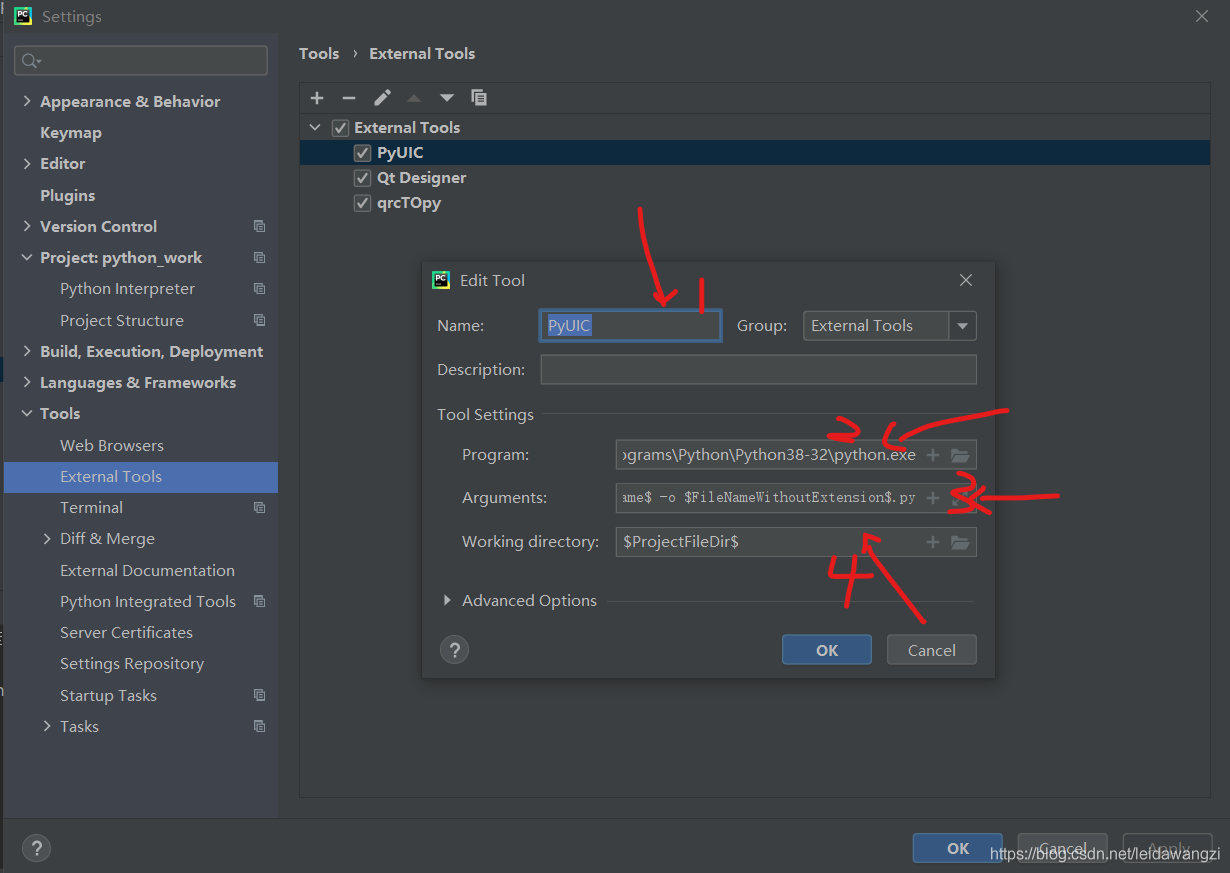 Settings
Tools › External Tools
Appearance & Behavior
Keymap
Editor
Plugins
Version Control
Project: python_work
Python Interpreter
Project Structure
Build, Execution, Deployment
Languages & Frameworks
Tools
Web Browsers
External Tools
Terminal
Diff & Merge
External Documentation
Python Integrated Tools
Server Certificates
Settings Repository
Startup Tasks
Tasks
External Tools
PyUIC
Qt Designer
qrcTOpy
Edit Tool
1
Name: PyUIC Group: External Tools
Description:
Tool Settings
2
Program: ograms\Python\Python38-32\python.exe
3
Arguments: ame$ -o $FileNameWithoutExtension$.py
Working directory: $ProjectFileDir$
4
Advanced Options
? OK Cancel
? OK Cancel Apply
https://blog.csdn.net/leidawangzi